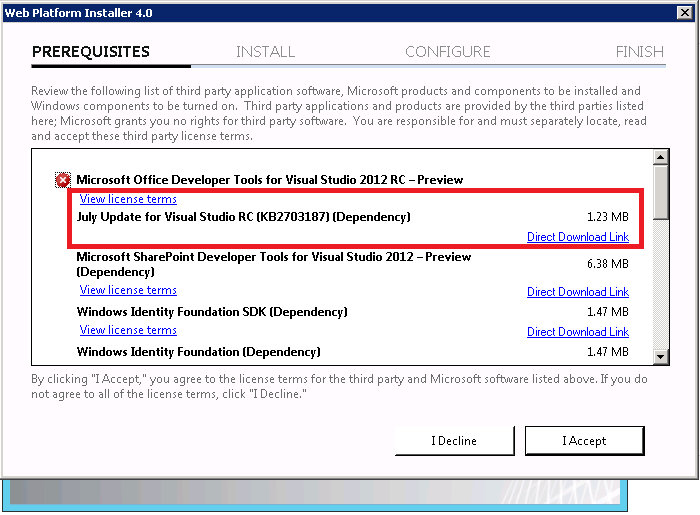 Web Platform Installer 4.0
PREREQUISITES INSTALL CONFIGURE FINISH
Review the following list of third party application software, Microsoft products and components to be installed and
Windows components to be turned on. Third party applications and products are provided by the third parties listed
here; Microsoft grants you no rights for third party software. You are responsible for and must separately locate, read
and accept these third party license terms.
Microsoft Office Developer Tools for Visual Studio 2012 RC – Preview
View license terms
July Update for Visual Studio RC (KB2703187) (Dependency) 1.23 MB
Direct Download Link
Microsoft SharePoint Developer Tools for Visual Studio 2012 – Preview
(Dependency) 6.38 MB
View license terms Direct Download Link
Windows Identity Foundation SDK (Dependency) 1.47 MB
View license terms Direct Download Link
Windows Identity Foundation (Dependency) 1.47 MB
By clicking "I Accept," you agree to the license terms for the third party and Microsoft software listed above. If you do
not agree to all of the license terms, click "I Decline."
I Decline I Accept